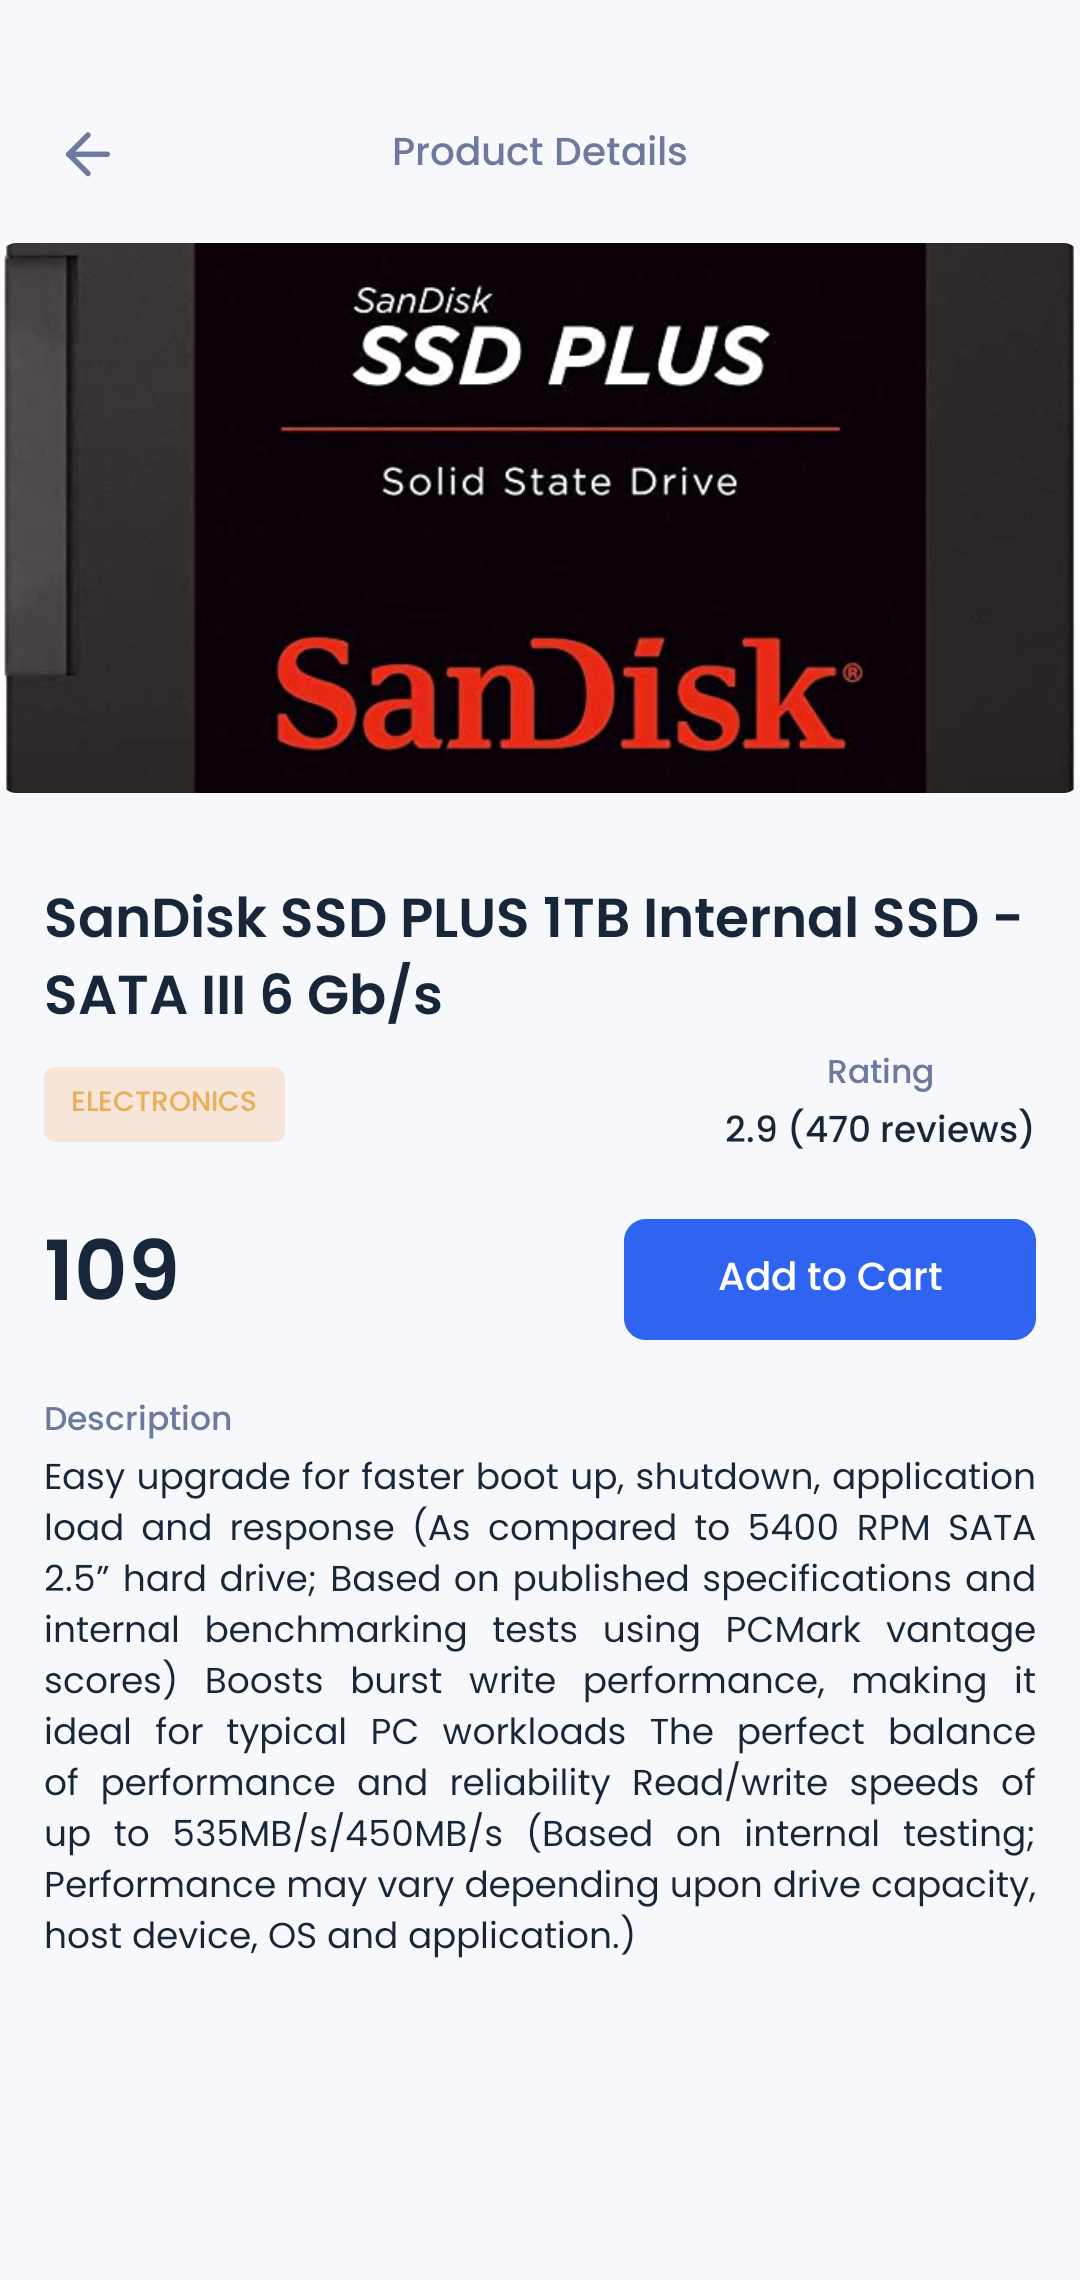 Product Details
SanDisk
SSD PLUS
Solid State Drive
SanDisk®
SanDisk SSD PLUS 1TB Internal SSD -
SATA III 6 Gb/s
ELECTRONICS
Rating
2.9 (470 reviews)
109
Add to Cart
Description
Easy upgrade for faster boot up, shutdown, application
load and response (As compared to 5400 RPM SATA
2.5” hard drive; Based on published specifications and
internal benchmarking tests using PCMark vantage
scores) Boosts burst write performance, making it
ideal for typical PC workloads The perfect balance
of performance and reliability Read/write speeds of
up to 535MB/s/450MB/s (Based on internal testing;
Performance may vary depending upon drive capacity,
host device, OS and application.)